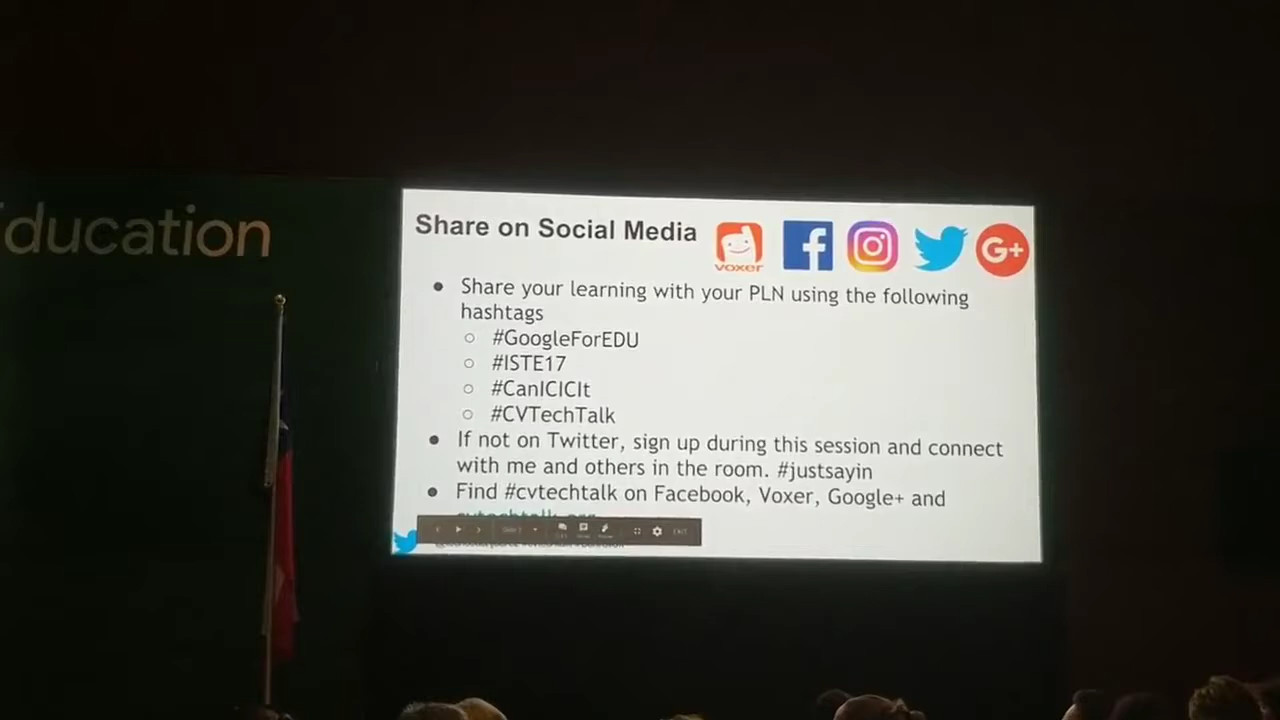 Education
Share on Social Media
voxer
f
G+
Share your learning with your PLN using the following
hashtags
#GoogleForEDU
#ISTE17
#CanICICIt
#CVTechTalk
If not on Twitter, sign up during this session and connect
with me and others in the room. #justsayin
Find #cvtechtalk on Facebook, Voxer, Google+ and
cvtechtalk.org